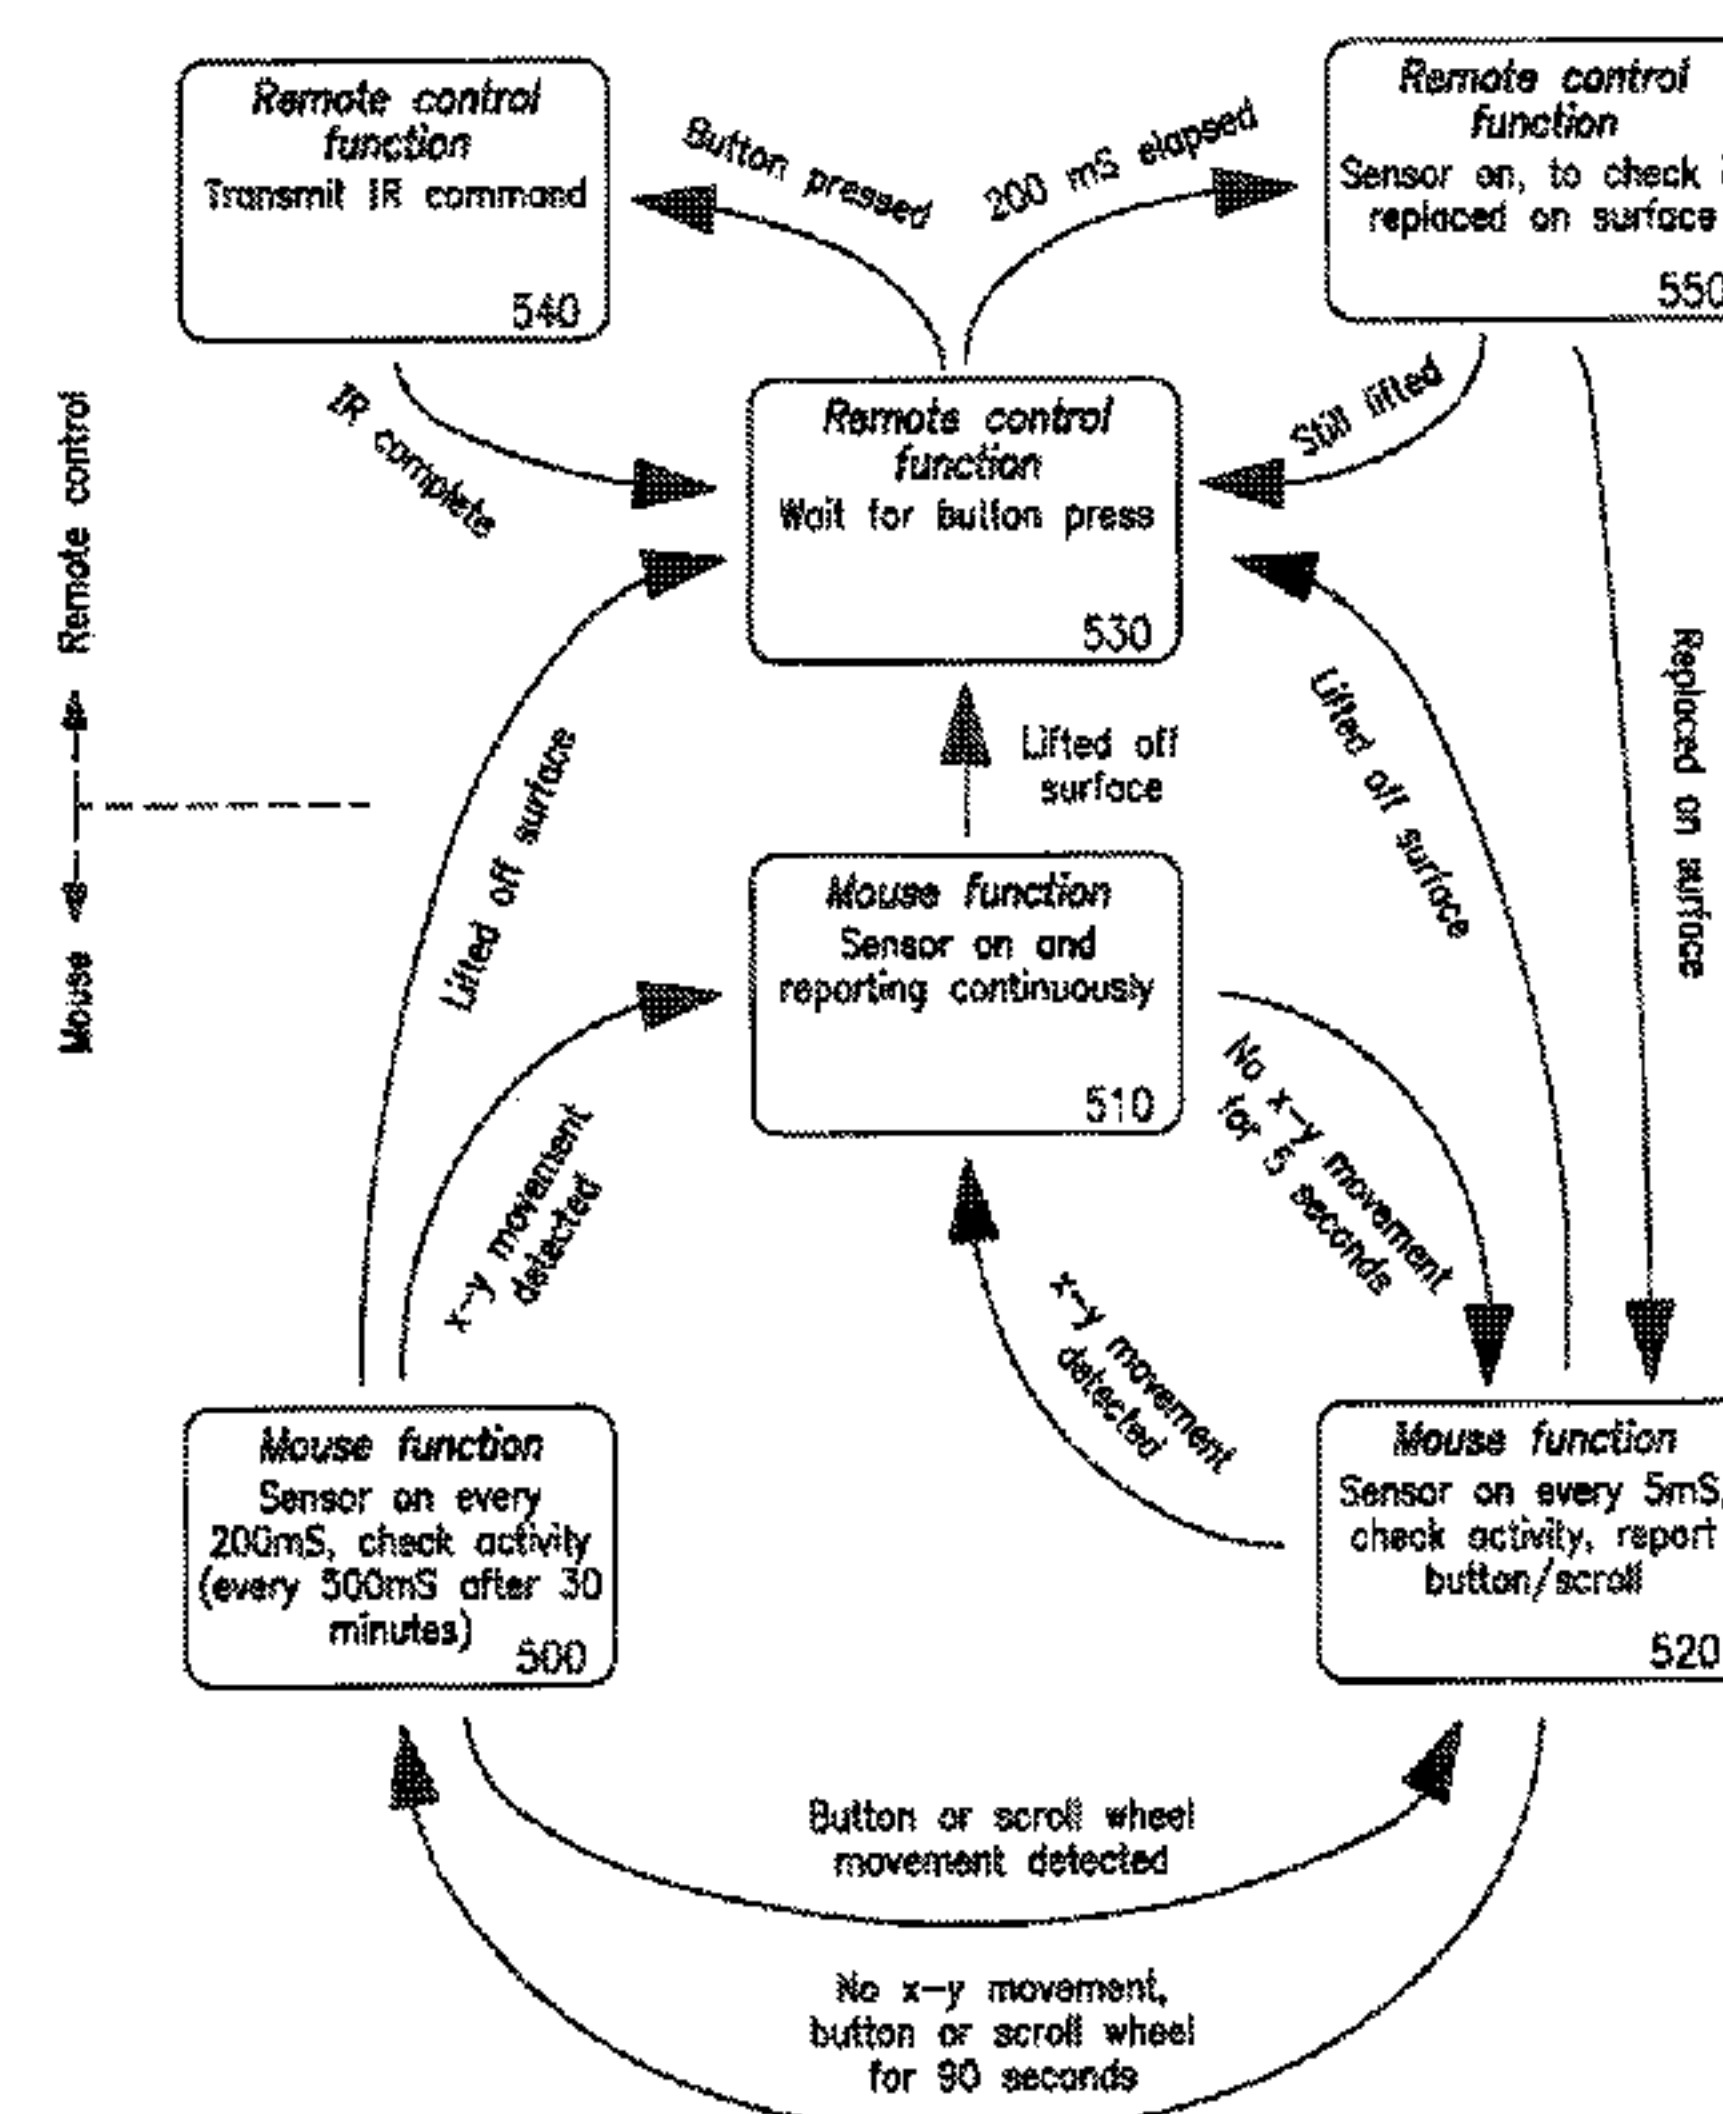 Remote control
function
Transmit IR command
540
Button pressed
200 mS elapsed
Remote control
function
Sensor on, to check
replaced on surface
550
IR complete
Still lifted
Remote control
function
Wait for button press
530
Remote control
Mouse
Lifted off surface
Lifted off
surface
Lifted off surface
Replaced on surface
Mouse function
Sensor on and
reporting continuously
510
x-y movement
detected
No x-y movement
for 5 seconds
x-y movement
detected
Mouse function
Sensor on every
200mS, check activity
(every 500mS after 30
minutes)
500
Mouse function
Sensor on every 5mS,
check activity, report
button/scroll
520
Button or scroll wheel
movement detected
No x-y movement,
button or scroll wheel
for 90 seconds